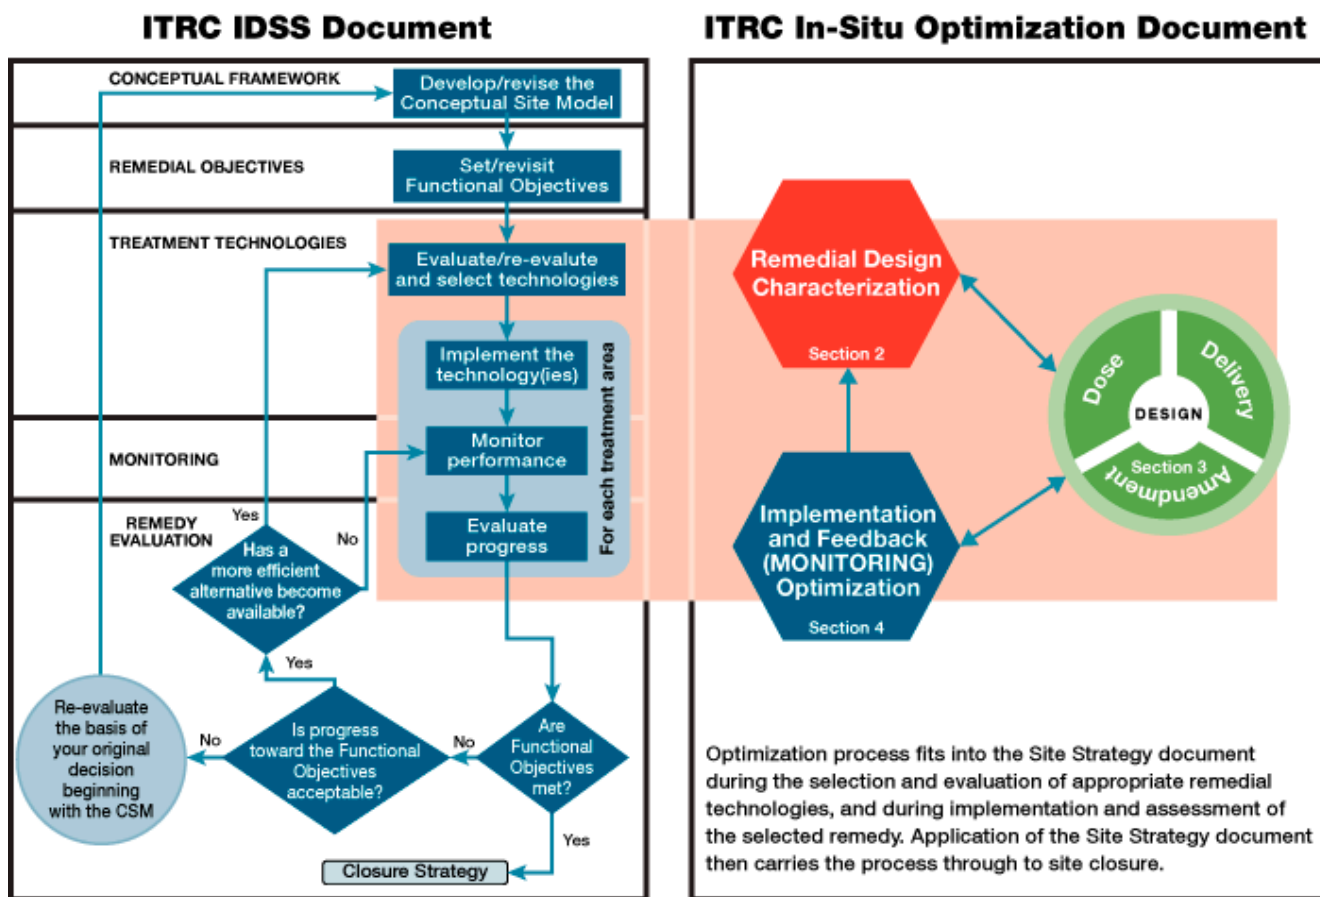 ITRC IDSS Document
CONCEPTUAL FRAMEWORK
Develop/revise the
Conceptual Site Model
REMEDIAL OBJECTIVES
Set/revisit
Functional Objectives
TREATMENT TECHNOLOGIES
Evaluate/re-evalute
and select technologies
Implement the
technology(ies)
For each treatment area
MONITORING
Monitor
performance
REMEDY
EVALUATION
Evaluate
progress
Yes
No
Has a
more efficient
alternative become
available?
Yes
Re-evaluate
the basis of
your original
decision
beginning
with the CSM
No
Is progress
toward the Functional
Objectives
acceptable?
No
Are
Functional
Objectives
met?
Yes
Closure Strategy
ITRC In-Situ Optimization Document
Remedial Design
Characterization
Section 2
Dose
Delivery
DESIGN
Section 3
Amendment
Implementation
and Feedback
(MONITORING)
Optimization
Section 4
Optimization process fits into the Site Strategy document
during the selection and evaluation of appropriate remedial
technologies, and during implementation and assessment of
the selected remedy. Application of the Site Strategy document
then carries the process through to site closure.